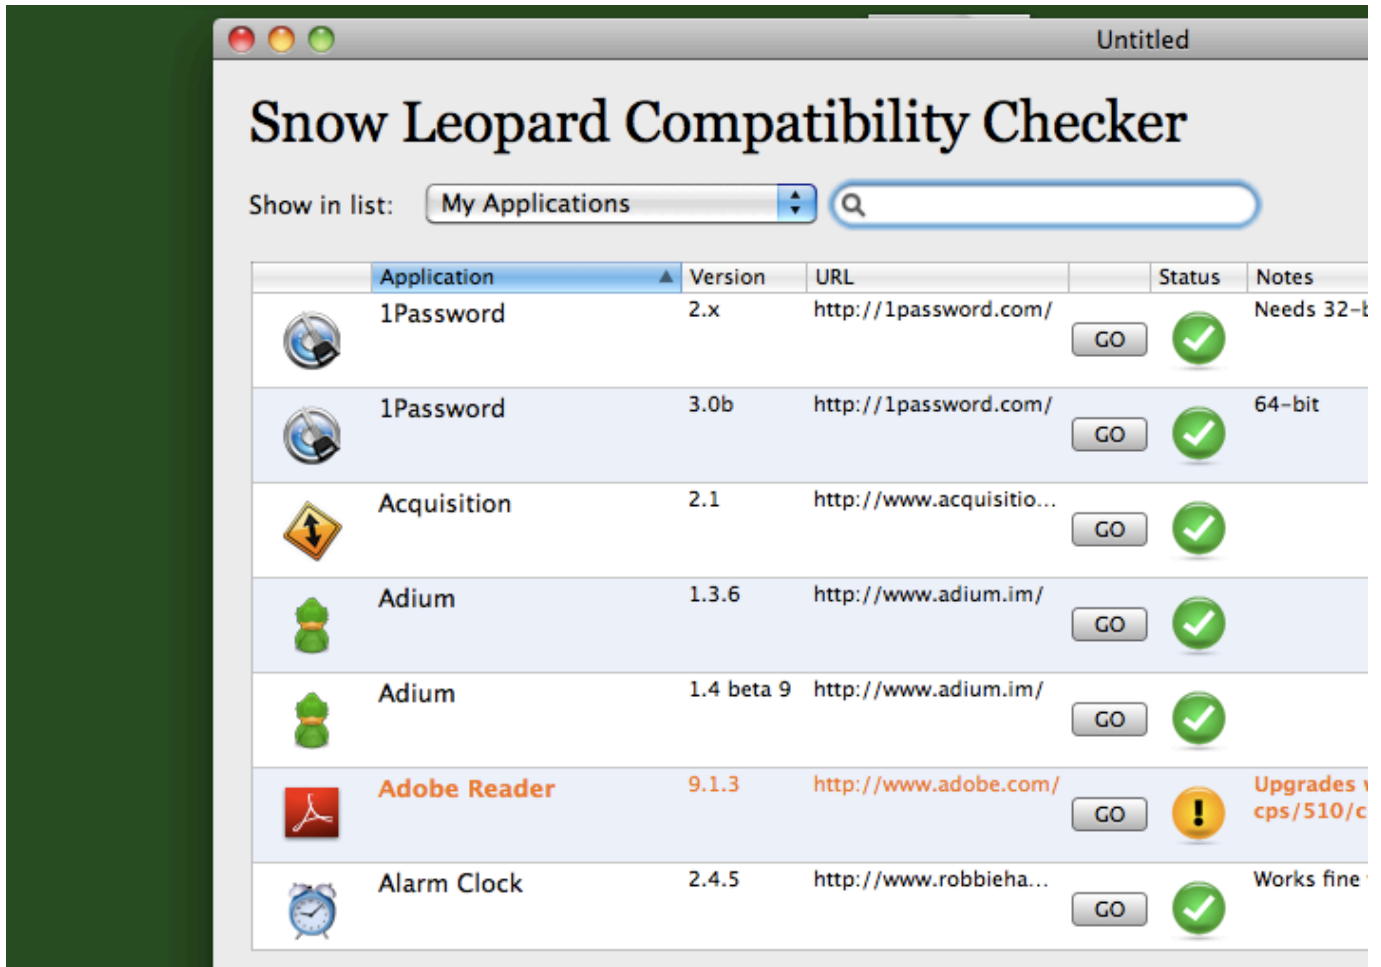 Untitled
Snow Leopard Compatibility Checker
Show in list: My Applications
Application Version URL Status Notes
1Password 2.x http://1password.com/ GO Needs 32-b
1Password 3.0b http://1password.com/ GO 64-bit
Acquisition 2.1 http://www.acquisitio... GO
Adium 1.3.6 http://www.adium.im/ GO
Adium 1.4 beta 9 http://www.adium.im/ GO
Adobe Reader 9.1.3 http://www.adobe.com/ GO Upgrades
cps/510/c
Alarm Clock 2.4.5 http://www.robbieha... GO Works fine